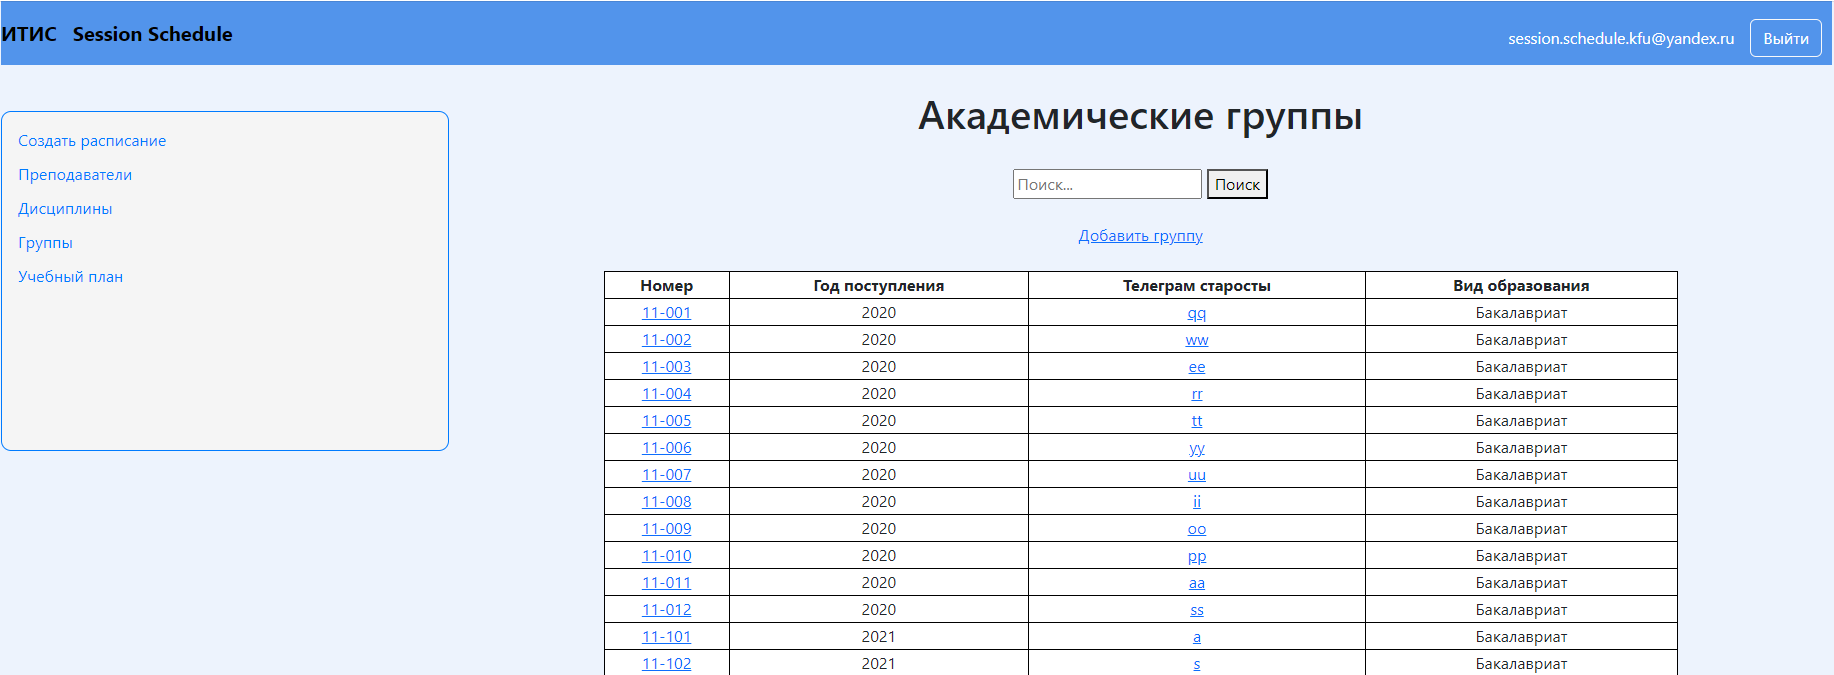 ИТИС Session Schedule
session.schedule.kfu@yandex.ru Выйти
Создать расписание
Преподаватели
Дисциплины
Группы
Учебный план
Академические группы
Поиск... Поиск
Добавить группу
Номер Год поступления Телеграм старосты Вид образования
11-001 2020 qq Бакалавриат
11-002 2020 ww Бакалавриат
11-003 2020 ee Бакалавриат
11-004 2020 rr Бакалавриат
11-005 2020 tt Бакалавриат
11-006 2020 yy Бакалавриат
11-007 2020 uu Бакалавриат
11-008 2020 ii Бакалавриат
11-009 2020 oo Бакалавриат
11-010 2020 pp Бакалавриат
11-011 2020 aa Бакалавриат
11-012 2020 ss Бакалавриат
11-101 2021 a Бакалавриат
11-102 2021 s Бакалавриат